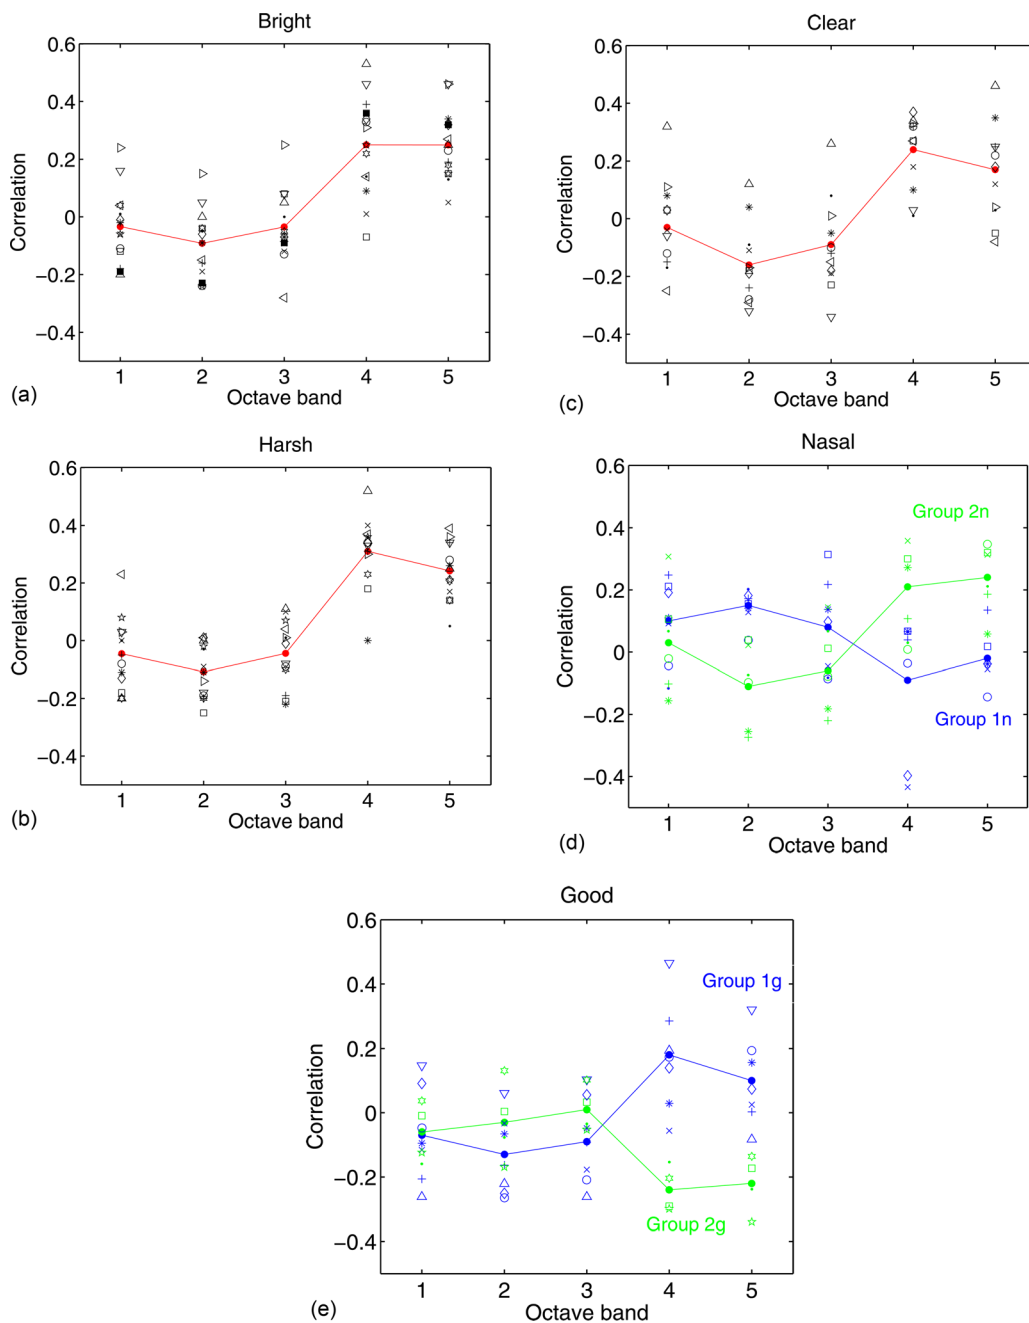 Bright
0.6
0.4
0.2
0
−0.2
−0.4
Correlation
1 2 3 4 5
Octave band
(a)
Clear
0.6
0.4
0.2
0
−0.2
−0.4
Correlation
1 2 3 4 5
Octave band
(c)
Harsh
0.6
0.4
0.2
0
−0.2
−0.4
Correlation
1 2 3 4 5
Octave band
(b)
Nasal
0.6
0.4
0.2
0
−0.2
−0.4
Correlation
Group 2n
Group 1n
1 2 3 4 5
Octave band
(d)
Good
0.6
0.4
0.2
0
−0.2
−0.4
Correlation
Group 1g
Group 2g
1 2 3 4 5
Octave band
(e)